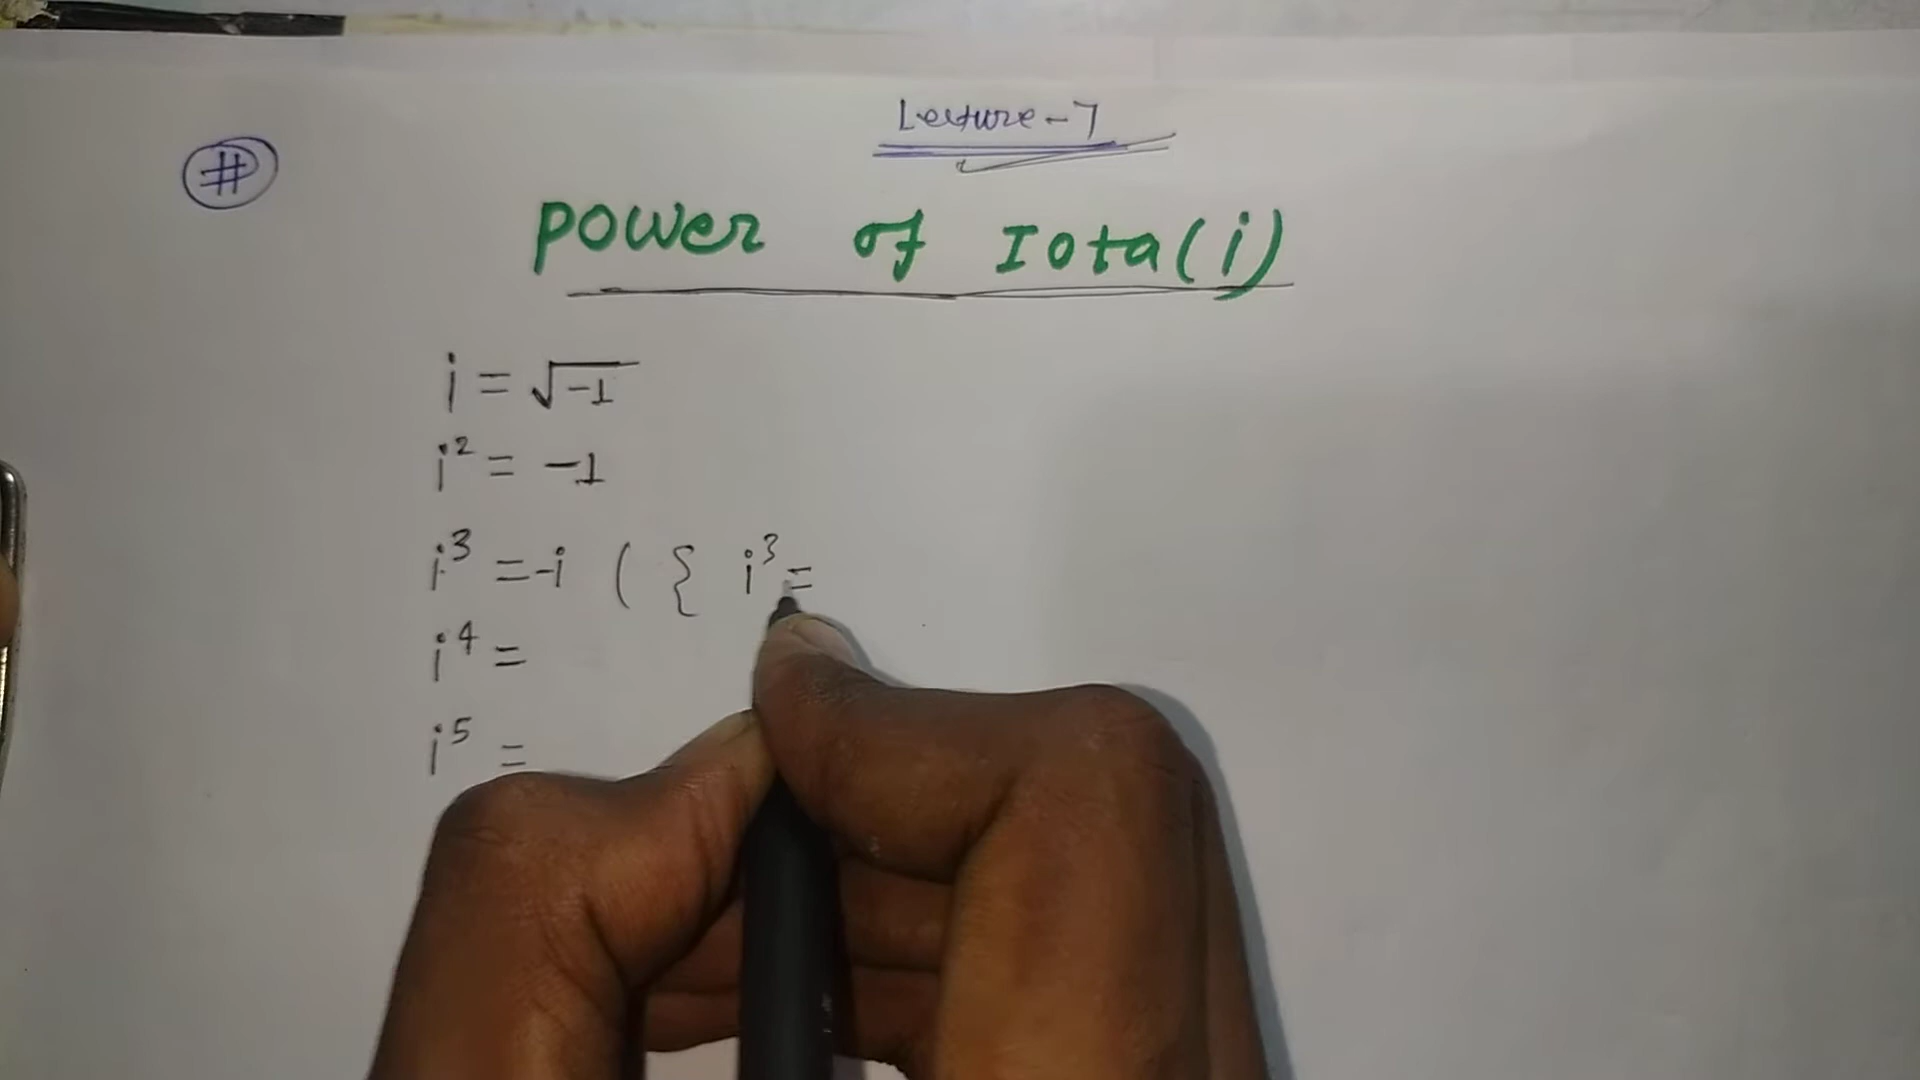 Lecture-7
#
Power of Iota(i)
i = √-1
i² = -1
i³ = -i ( { i³ =
i⁴ =
i⁵ =